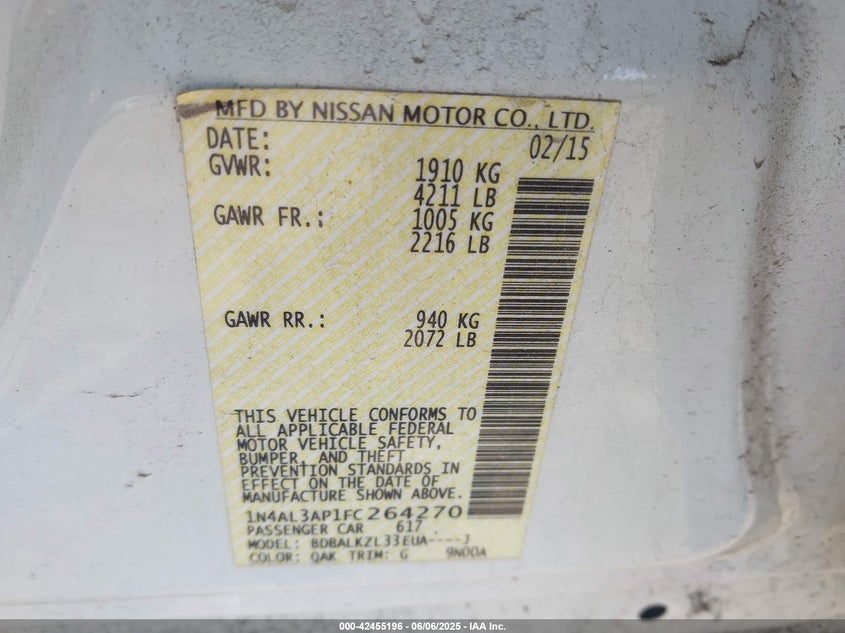 MFD BY NISSAN MOTOR CO., LTD.
DATE: 02/15
GVWR: 1910 KG
4211 LB
GAWR FR.: 1005 KG
2216 LB
GAWR RR.: 940 KG
2072 LB
THIS VEHICLE CONFORMS TO
ALL APPLICABLE FEDERAL
MOTOR VEHICLE SAFETY,
BUMPER, AND THEFT
PREVENTION STANDARDS IN
EFFECT ON THE DATE OF
MANUFACTURE SHOWN ABOVE.
1N4AL3AP1FC264270
PASSENGER CAR 617
MODEL: BDBALKZL33EUA----J
COLOR: QAK TRIM: G 9N00A
000-42455196 - 06/06/2025 - IAA Inc.